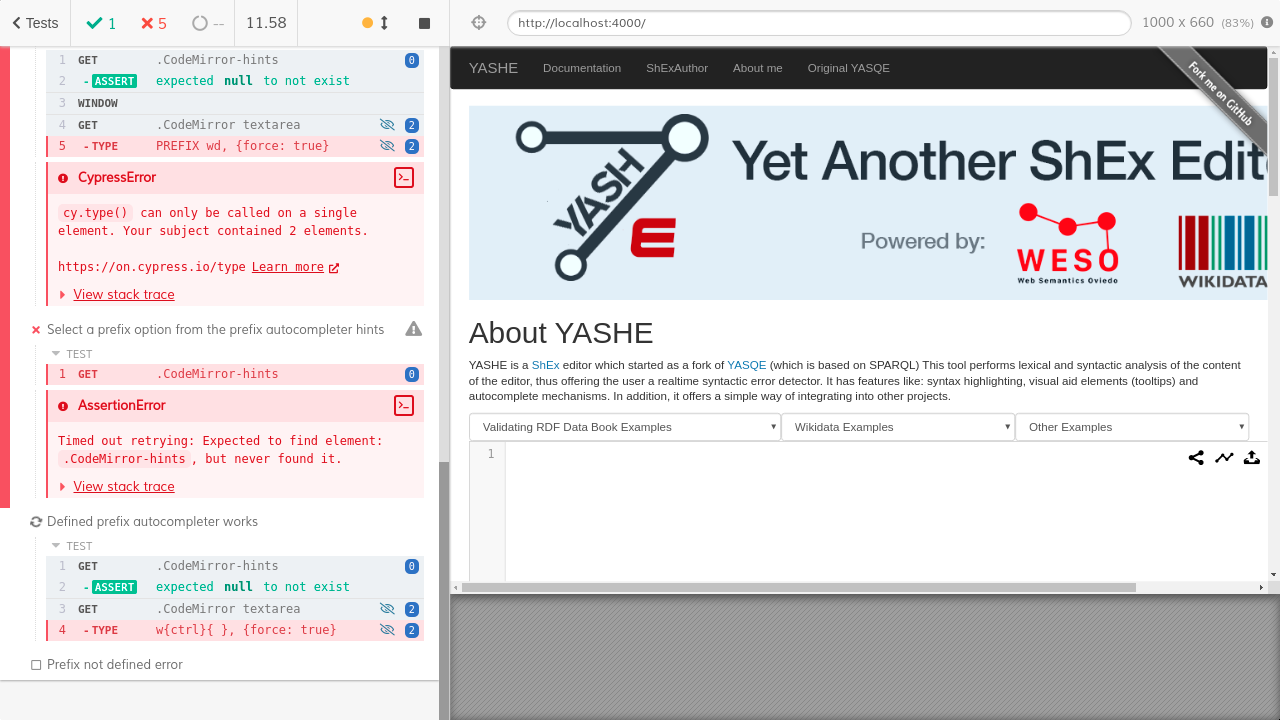 Tests
1
5
--
11.58
http://localhost:4000/
1000 x 660 (83%)
1 GET .CodeMirror-hints 0
2 - ASSERT expected null to not exist
3 WINDOW
4 GET .CodeMirror textarea 2
5 - TYPE PREFIX wd, {force: true} 2
CypressError
cy.type() can only be called on a single
element. Your subject contained 2 elements.
https://on.cypress.io/type Learn more
View stack trace
Select a prefix option from the prefix autocompleter hints
TEST
1 GET .CodeMirror-hints 0
AssertionError
Timed out retrying: Expected to find element:
.CodeMirror-hints, but never found it.
View stack trace
Defined prefix autocompleter works
TEST
1 GET .CodeMirror-hints 0
2 - ASSERT expected null to not exist
3 GET .CodeMirror textarea 2
4 - TYPE w{ctrl}{ }, {force: true} 2
Prefix not defined error
YASHE Documentation ShExAuthor About me Original YASQE
Fork me on GitHub
YASH
E
Yet Another ShEx Edit
Powered by:
WESO
Web Semantics Oviedo
WIKIDATA
About YASHE
YASHE is a ShEx editor which started as a fork of YASQE (which is based on SPARQL) This tool performs lexical and syntactic analysis of the content
of the editor, thus offering the user a realtime syntactic error detector. It has features like: syntax highlighting, visual aid elements (tooltips) and
autocomplete mechanisms. In addition, it offers a simple way of integrating into other projects.
Validating RDF Data Book Examples Wikidata Examples Other Examples
1